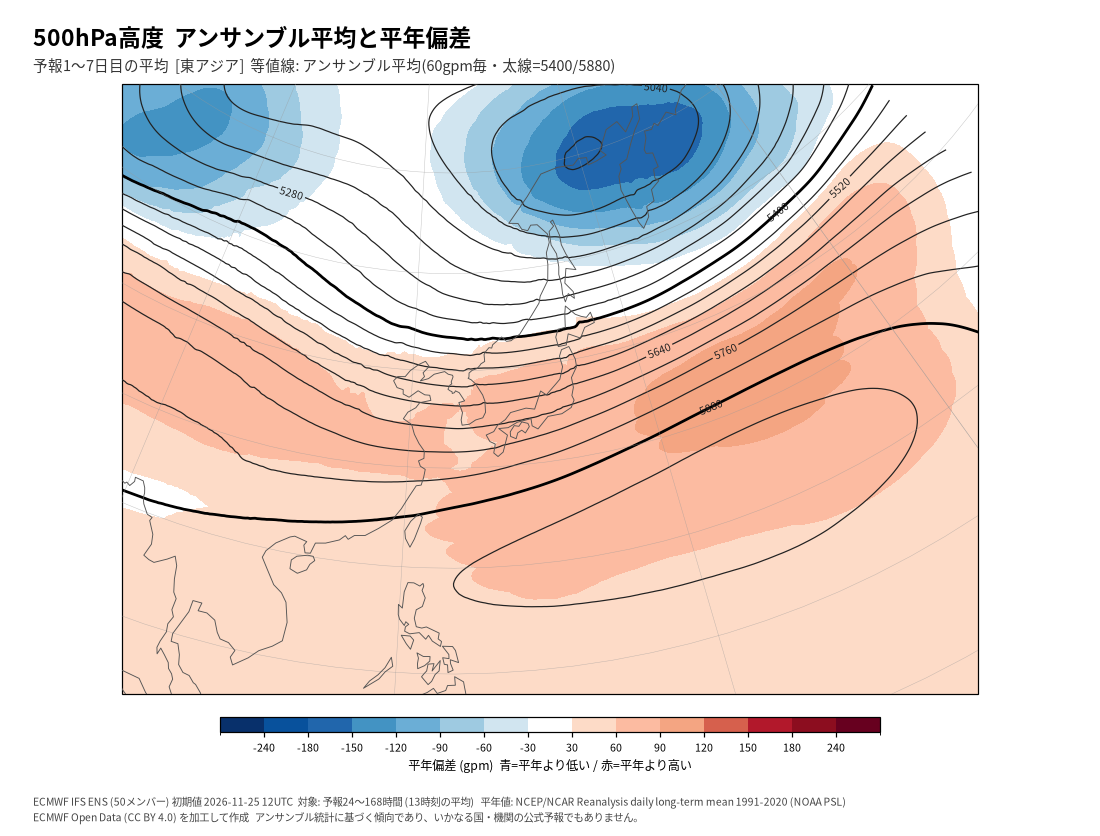 500hPa高度 アンサンブル平均と平年偏差
予報1～7日目の平均 [東アジア] 等値線: アンサンブル平均(60gpm毎・太線=5400/5880)
5040
5280
5520
5400
5640
5760
5880
-240 -180 -150 -120 -90 -60 -30 30 60 90 120 150 180 240
平年偏差 (gpm) 青=平年より低い / 赤=平年より高い
ECMWF IFS ENS (50メンバー) 初期値 2026-11-25 12UTC 対象: 予報24～168時間 (13時刻の平均) 平年値: NCEP/NCAR Reanalysis daily long-term mean 1991-2020 (NOAA PSL)
ECMWF Open Data (CC BY 4.0) を加工して作成 アンサンブル統計に基づく傾向であり、いかなる国・機関の公式予報でもありません。